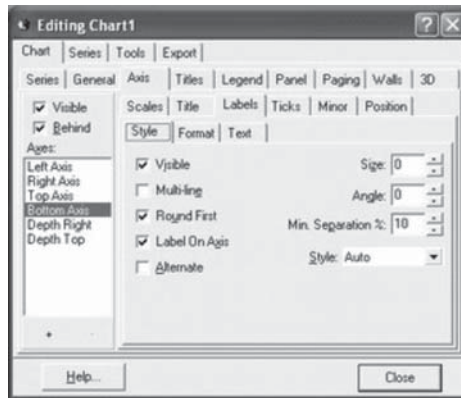 Editing Chart1
Chart Series Tools Export
Series General Axis Titles Legend Panel Paging Walls 3D
Visible
Behind
Axes:
Left Axis
Right Axis
Top Axis
Bottom Axis
Depth Right
Depth Top
+ -
Scales Title Labels Ticks Minor Position
Style Format Text
Visible
Multi-line
Round First
Label On Axis
Alternate
Size: 0
Angle: 0
Min. Separation %: 10
Style: Auto
Help...
Close